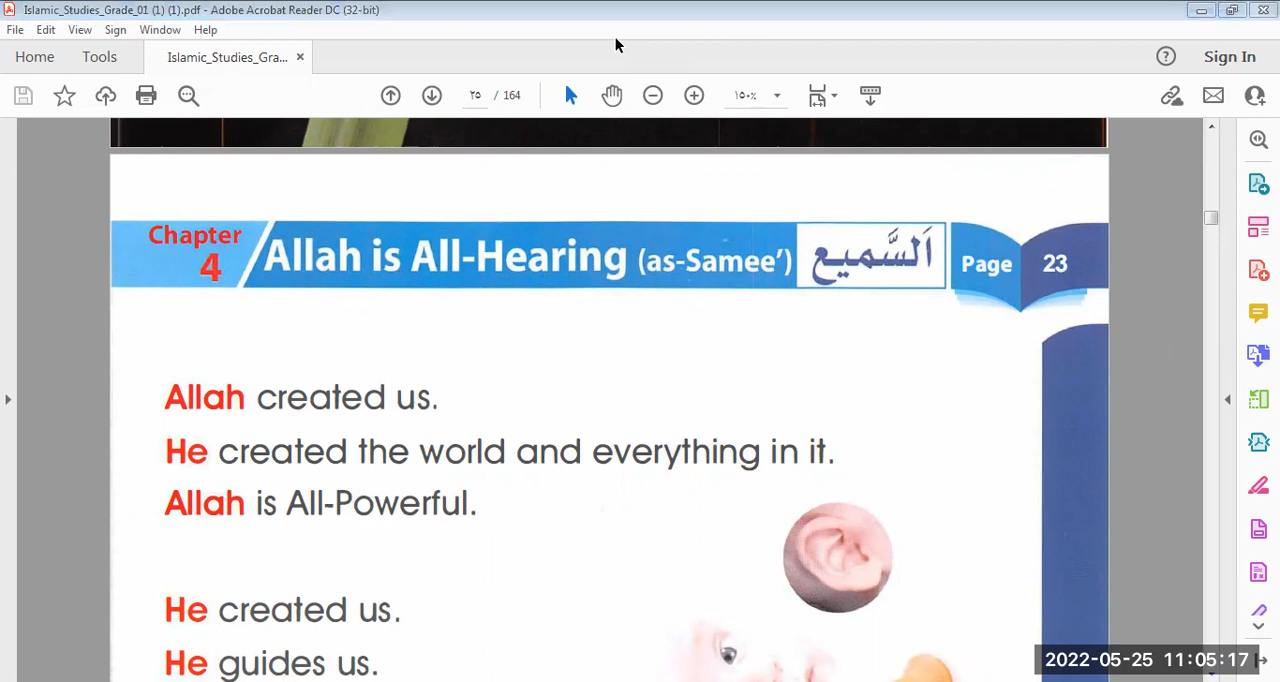 Islamic_Studies_Grade_01 (1) (1).pdf - Adobe Acrobat Reader DC (32-bit)
File Edit View Sign Window Help
Home Tools Islamic_Studies_Gra... × Sign In
٢٥ / 164 ١٥٠٪
Chapter
4
Allah is All-Hearing (as-Samee’) اَلسَّمِيع Page 23
Allah created us.
He created the world and everything in it.
Allah is All-Powerful.
He created us.
He guides us.
2022-05-25 11:05:17